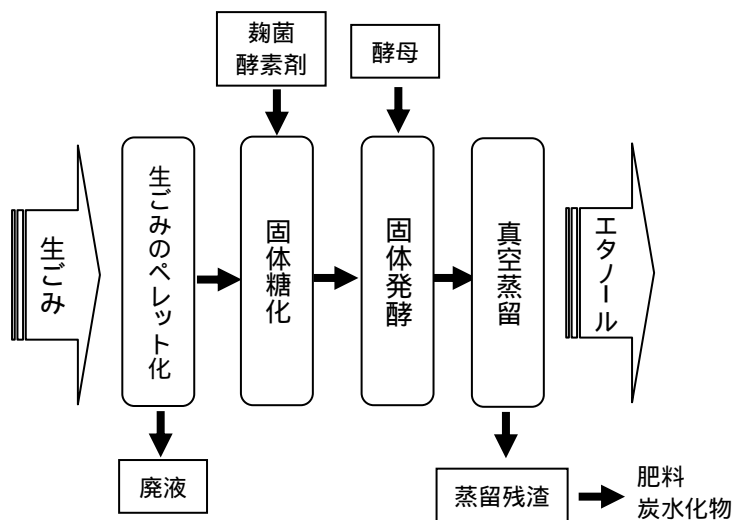 麹菌
酵素剤
酵母
生ごみ
生ごみのペレット化
固体糖化
固体発酵
真空蒸留
エタノール
廃液
蒸留残渣
肥料
炭水化物